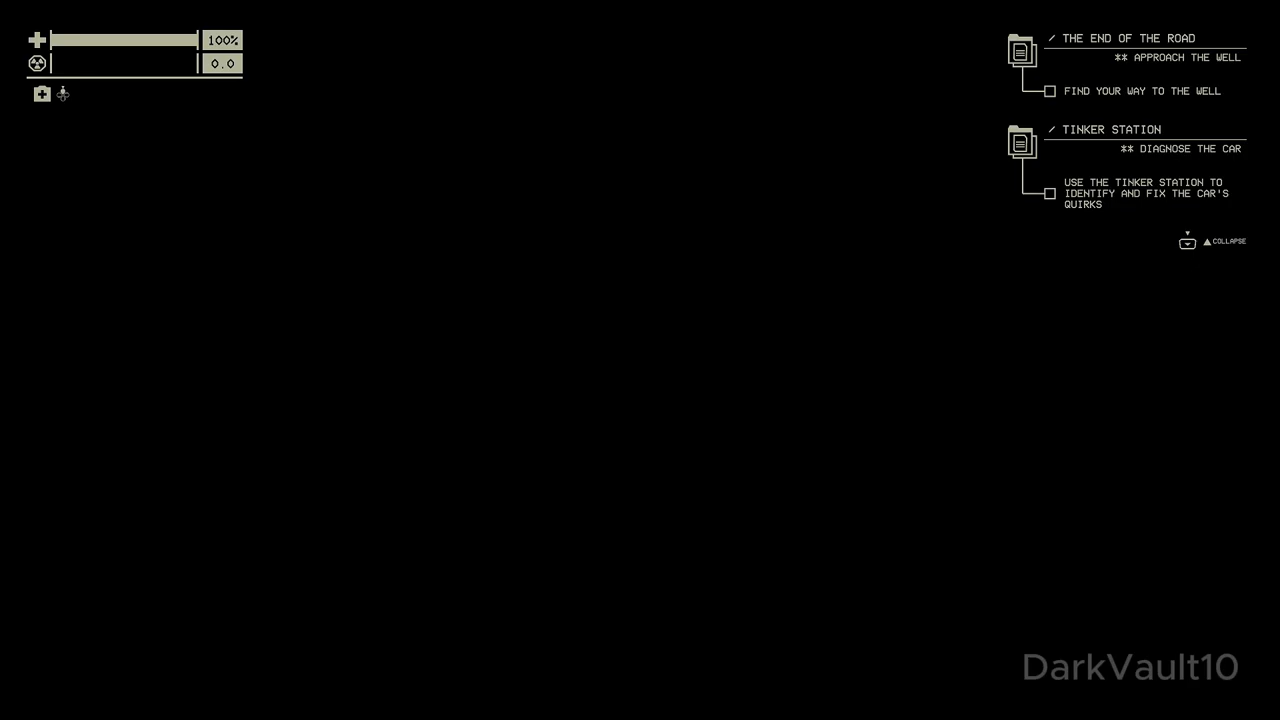 100%
0.0
/ THE END OF THE ROAD
** APPROACH THE WELL
FIND YOUR WAY TO THE WELL
/ TINKER STATION
** DIAGNOSE THE CAR
USE THE TINKER STATION TO
IDENTIFY AND FIX THE CAR'S
QUIRKS
COLLAPSE
DarkVault10